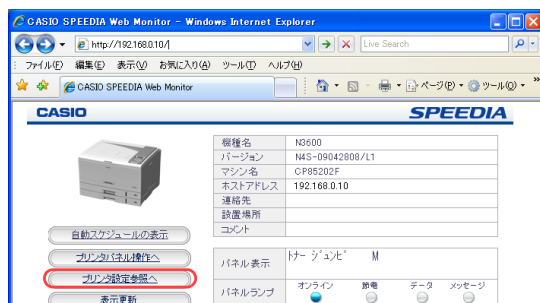 CASIO SPEEDIA Web Monitor - Windows Internet Explorer
http://192.168.0.10/
Live Search
ファイル(F) 編集(E) 表示(V) お気に入り(A) ツール(T) ヘルプ(H)
CASIO SPEEDIA Web Monitor
ページ(P) ツール(O) »
CASIO SPEEDIA
機種名 N3600
バージョン N4S-09042808/L1
マシン名 CP85202F
ホストアドレス 192.168.0.10
連絡先
設置場所
コメント
自動スケジュールの表示
プリンタパネル操作へ
プリンタ設定参照へ
表示更新
パネル表示 トナー ジュンビ M
パネルランプ オンライン 節電 データ メッセージ